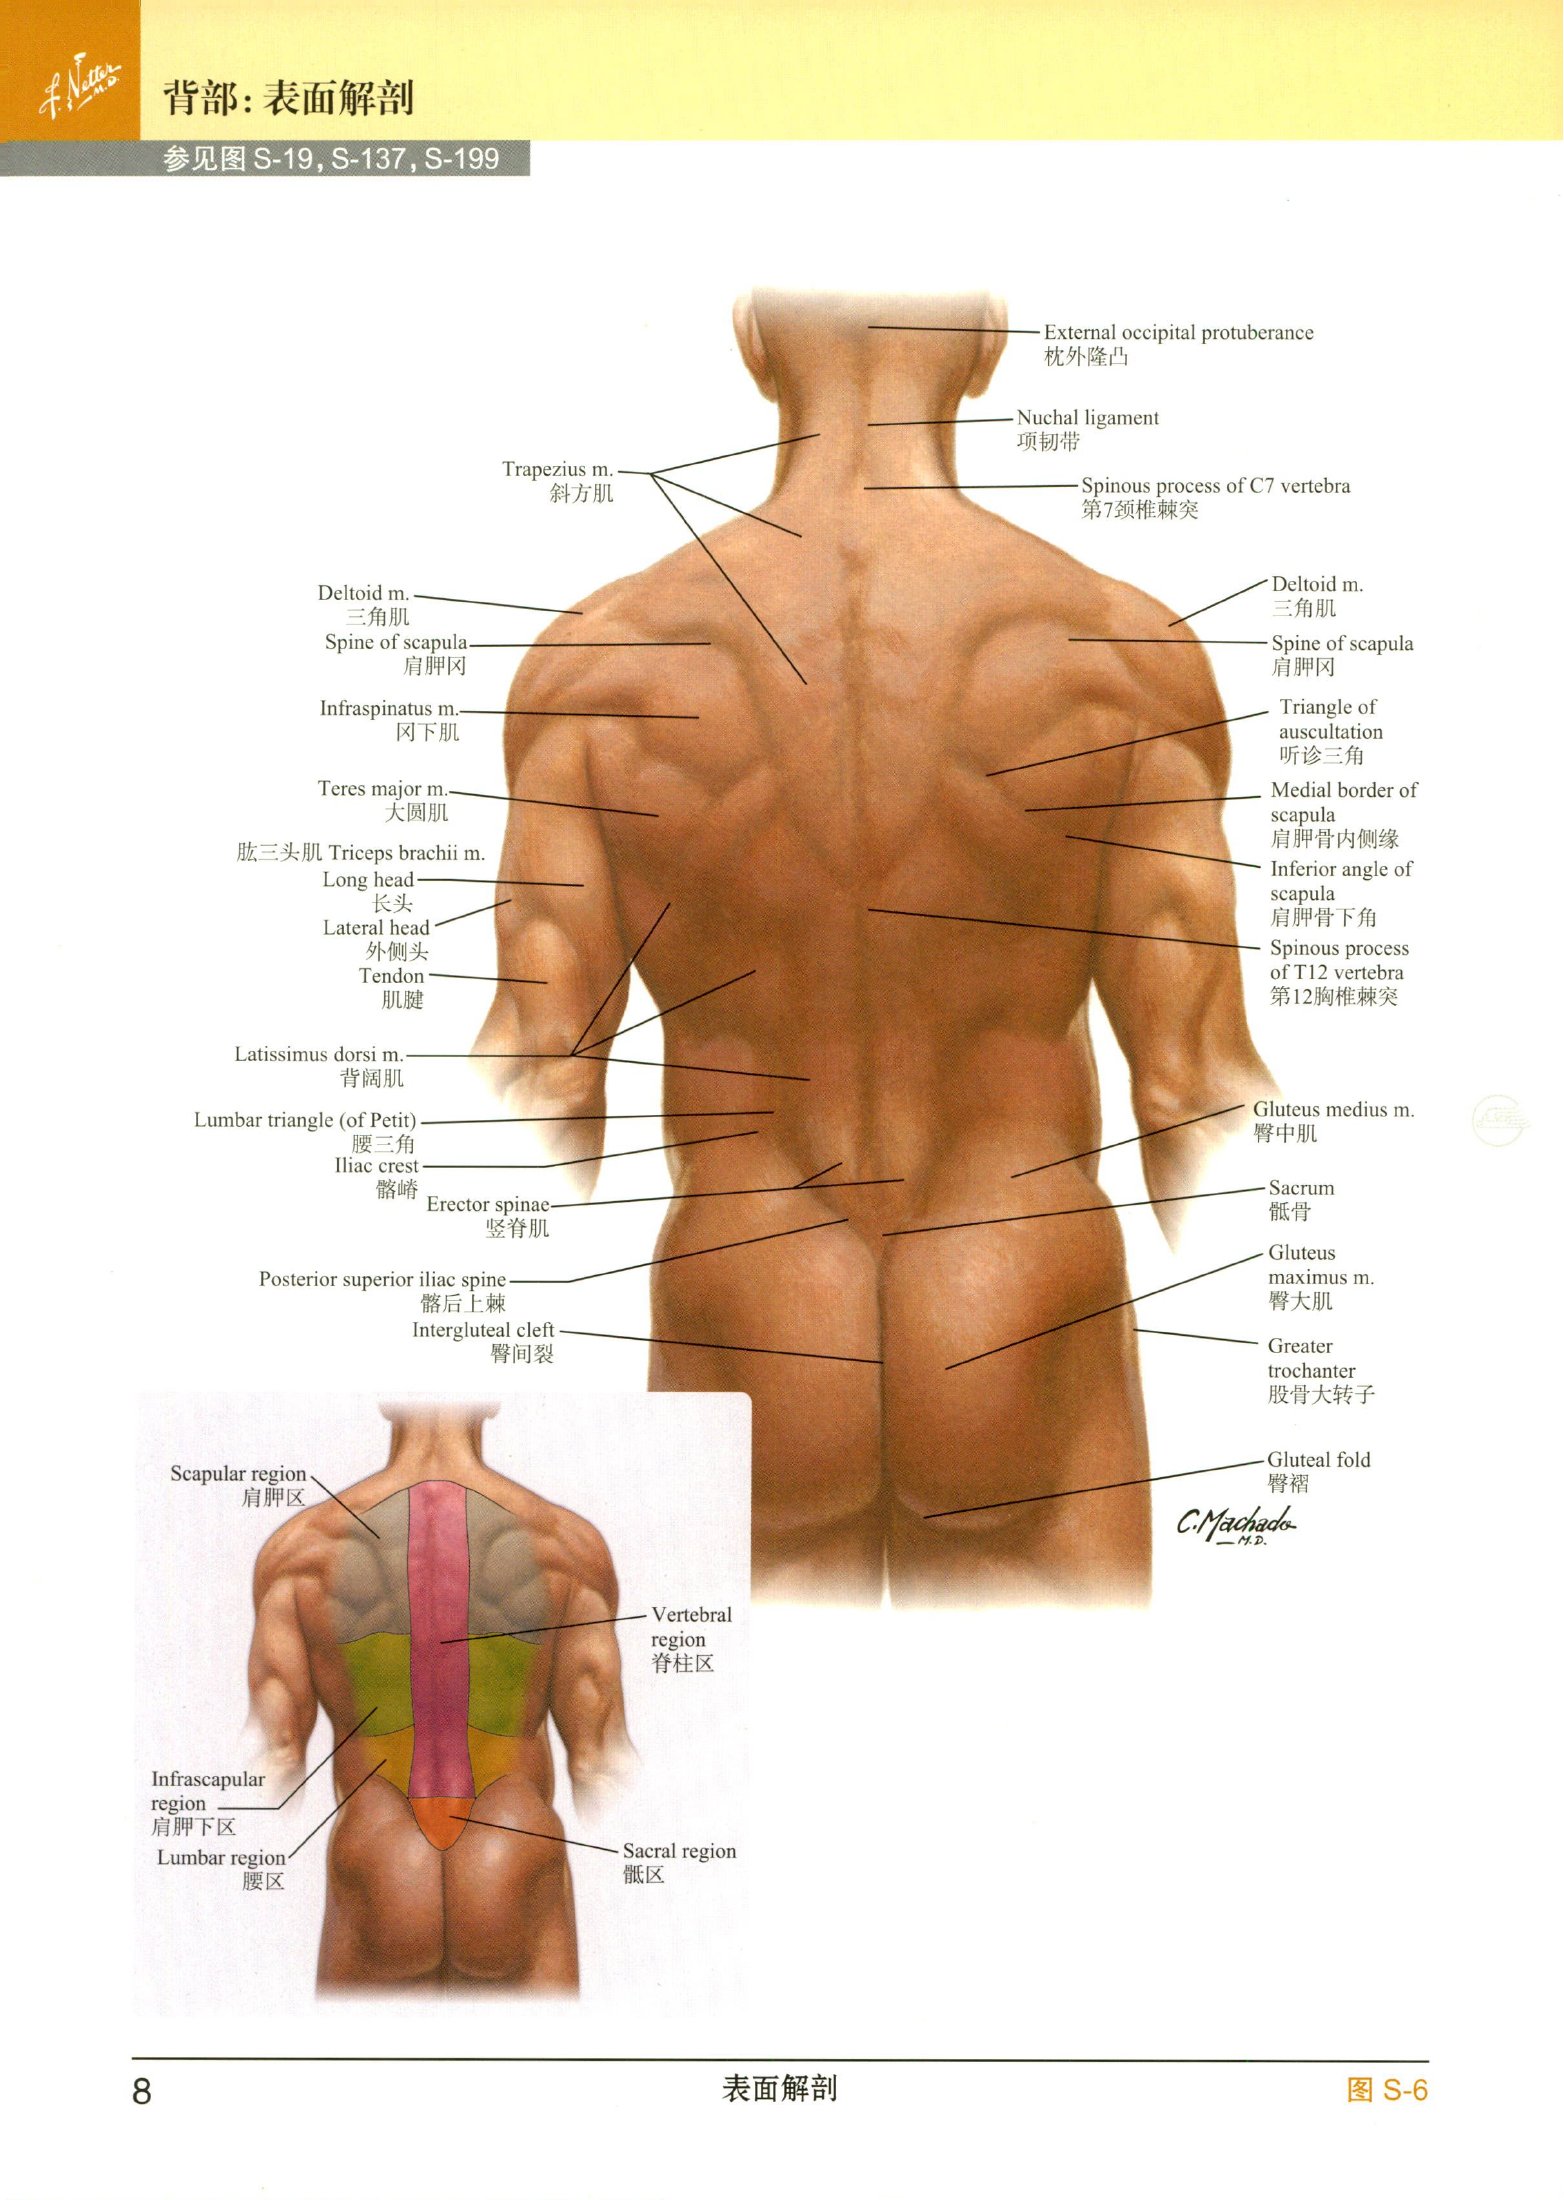 F. Netter M.D.
背部: 表面解剖
参见图 S-19, S-137, S-199
External occipital protuberance
枕外隆凸
Nuchal ligament
项韧带
Trapezius m.
斜方肌
Spinous process of C7 vertebra
第7颈椎棘突
Deltoid m.
三角肌
Spine of scapula
肩胛冈
Infraspinatus m.
冈下肌
Teres major m.
大圆肌
肱三头肌 Triceps brachii m.
Long head
长头
Lateral head
外侧头
Tendon
肌腱
Latissimus dorsi m.
背阔肌
Lumbar triangle (of Petit)
腰三角
Iliac crest
髂嵴
Erector spinae
竖脊肌
Posterior superior iliac spine
髂后上棘
Intergluteal cleft
臀间裂
Deltoid m.
三角肌
Spine of scapula
肩胛冈
Triangle of
auscultation
听诊三角
Medial border of
scapula
肩胛骨内侧缘
Inferior angle of
scapula
肩胛骨下角
Spinous process
of T12 vertebra
第12胸椎棘突
Gluteus medius m.
臀中肌
Sacrum
骶骨
Gluteus
maximus m.
臀大肌
Greater
trochanter
股骨大转子
Gluteal fold
臀褶
C. Machado
M.D.
Scapular region
肩胛区
Vertebral
region
脊柱区
Infrascapular
region
肩胛下区
Lumbar region
腰区
Sacral region
骶区
8
表面解剖
图 S-6